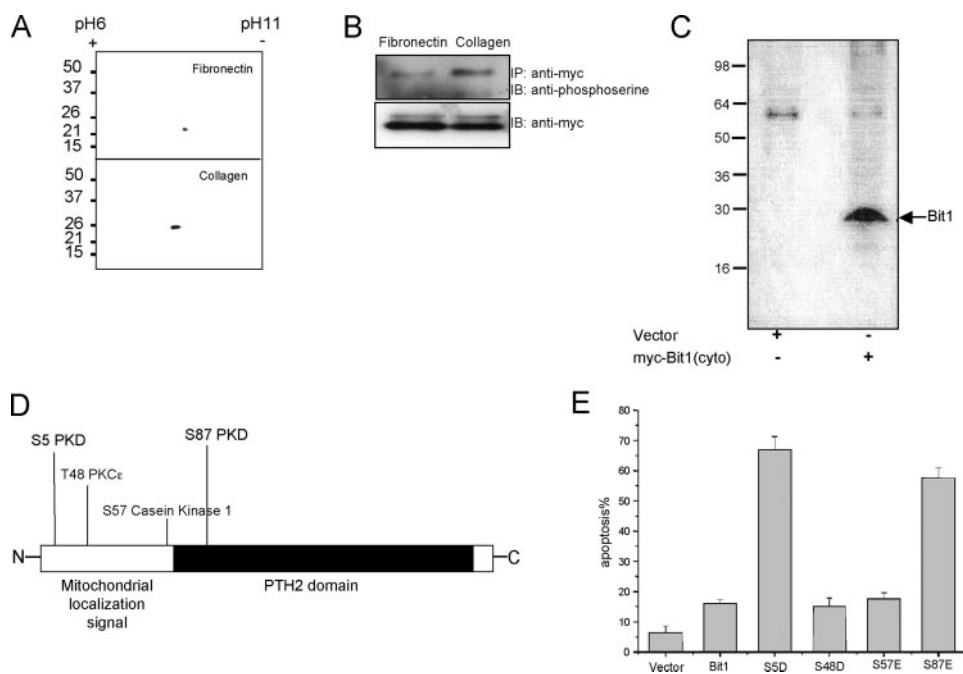 A
pH6
pH11
+
-
50
37
26
21
15
Fibronectin
50
37
26
21
15
Collagen
B
Fibronectin Collagen
IP: anti-myc
IB: anti-phosphoserine
IB: anti-myc
C
98
64
50
36
30
16
Bit1
Vector + -
myc-Bit1(cyto) - +
D
S5 PKD
S87 PKD
T48 PKCε
S57 Casein Kinase 1
N
C
Mitochondrial
localization
signal
PTH2 domain
E
apoptosis%
80
70
60
50
40
30
20
10
0
Vector Bit1 S5D S48D S57E S87E